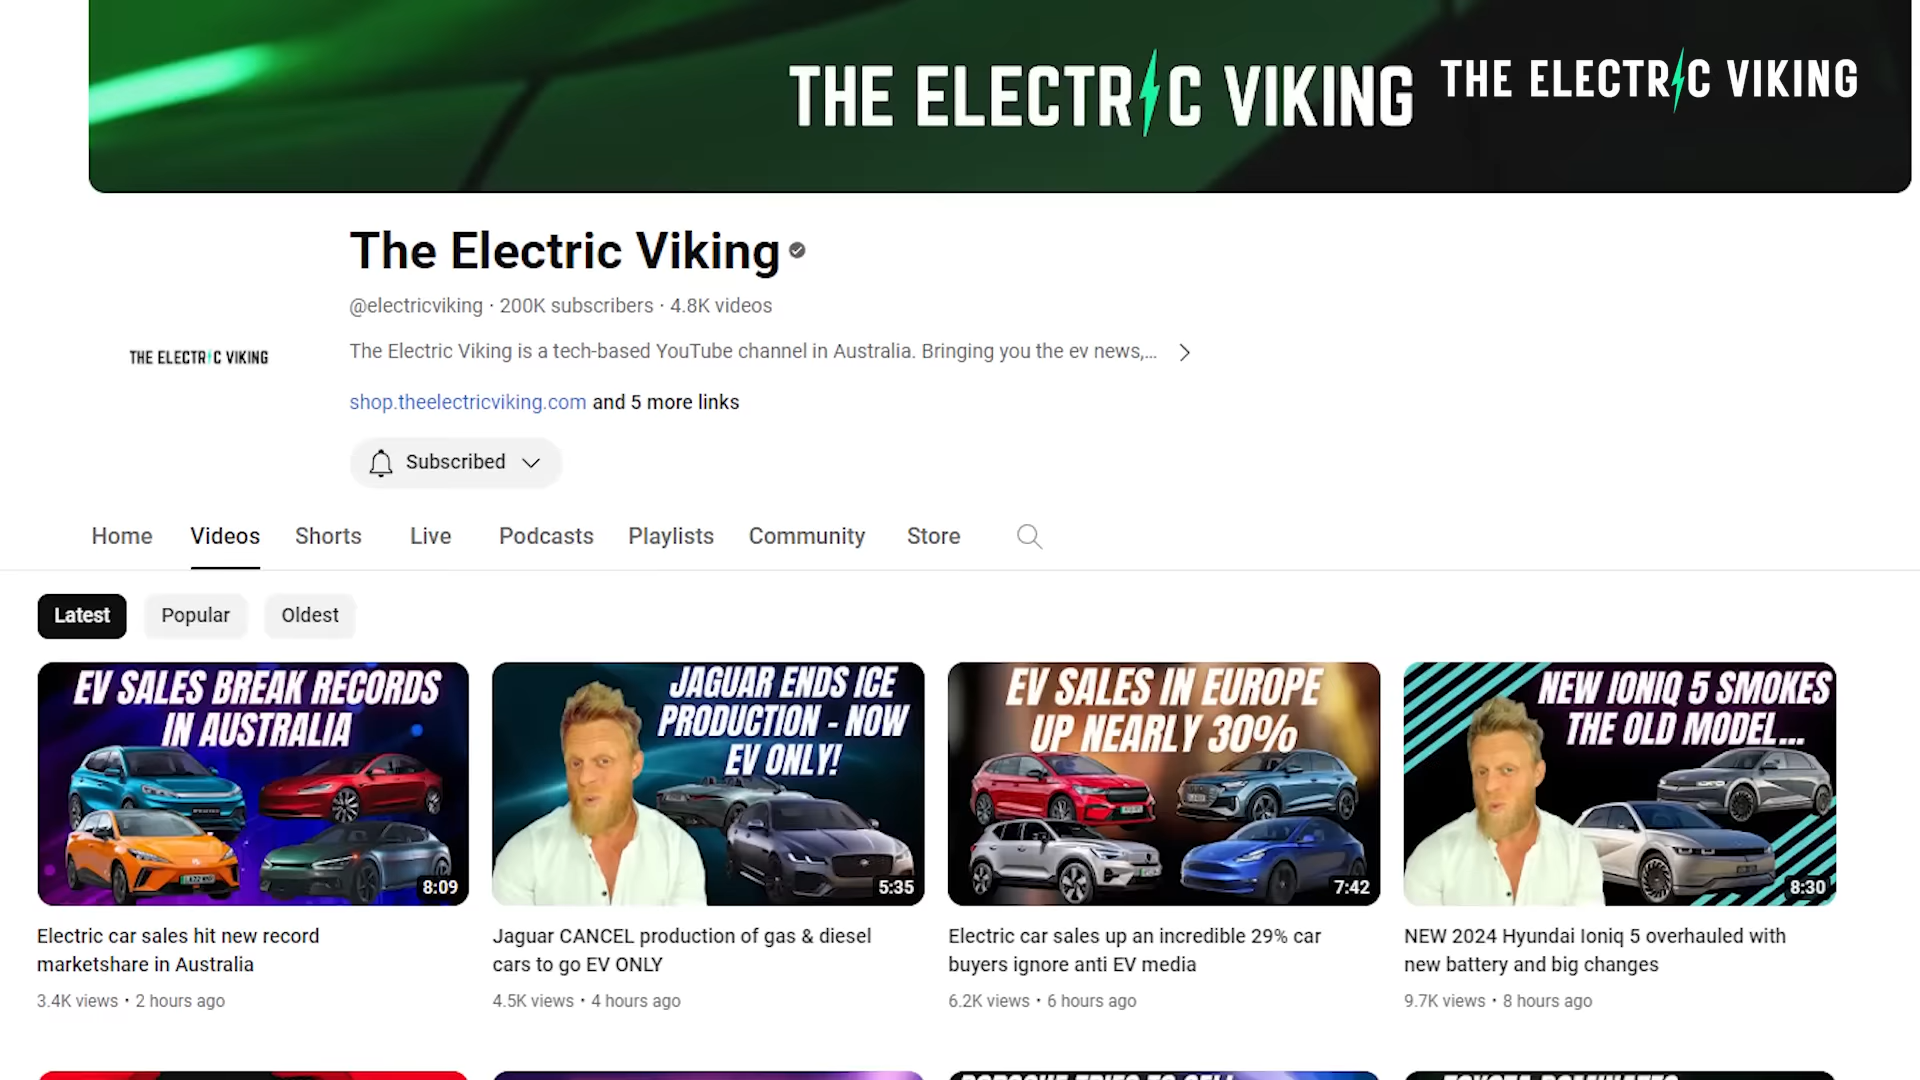 THE ELECTRIC VIKING
THE ELECTRIC VIKING
The Electric Viking
@electricviking · 200K subscribers · 4.8K videos
THE ELECTRIC VIKING
The Electric Viking is a tech-based YouTube channel in Australia. Bringing you the ev news,...
shop.theelectricviking.com and 5 more links
Subscribed
Home Videos Shorts Live Podcasts Playlists Community Store
Latest Popular Oldest
EV SALES BREAK RECORDS
IN AUSTRALIA
8:09
JAGUAR ENDS ICE
PRODUCTION - NOW
EV ONLY!
5:35
EV SALES IN EUROPE
UP NEARLY 30%
7:42
NEW IONIQ 5 SMOKES
THE OLD MODEL...
8:30
Electric car sales hit new record
marketshare in Australia
3.4K views • 2 hours ago
Jaguar CANCEL production of gas & diesel
cars to go EV ONLY
4.5K views • 4 hours ago
Electric car sales up an incredible 29% car
buyers ignore anti EV media
6.2K views • 6 hours ago
NEW 2024 Hyundai Ioniq 5 overhauled with
new battery and big changes
9.7K views • 8 hours ago